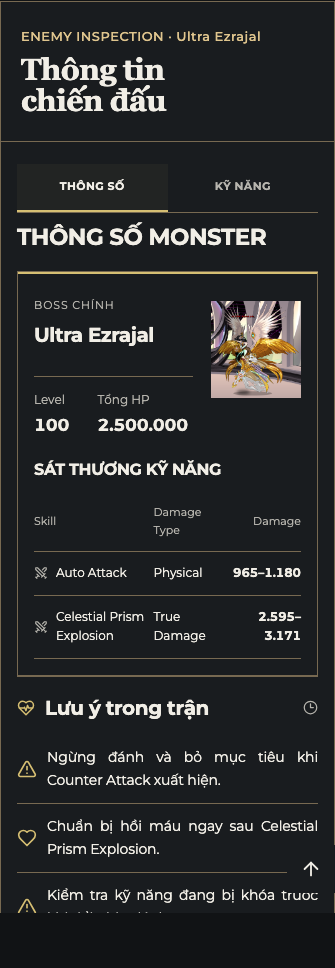 ENEMY INSPECTION · Ultra Ezrajal
Thông tin
chiến đấu
THÔNG SỐ
KỸ NĂNG
THÔNG SỐ MONSTER
BOSS CHÍNH
Ultra Ezrajal
Level
Tổng HP
100
2.500.000
SÁT THƯƠNG KỸ NĂNG
Skill
Damage
Type
Damage
Auto Attack
Physical
965–1.180
Celestial Prism
Explosion
True
Damage
2.595–
3.171
Lưu ý trong trận
Ngừng đánh và bỏ mục tiêu khi
Counter Attack xuất hiện.
Chuẩn bị hồi máu ngay sau Celestial
Prism Explosion.
Kiểm tra kỹ năng đang bị khóa trước